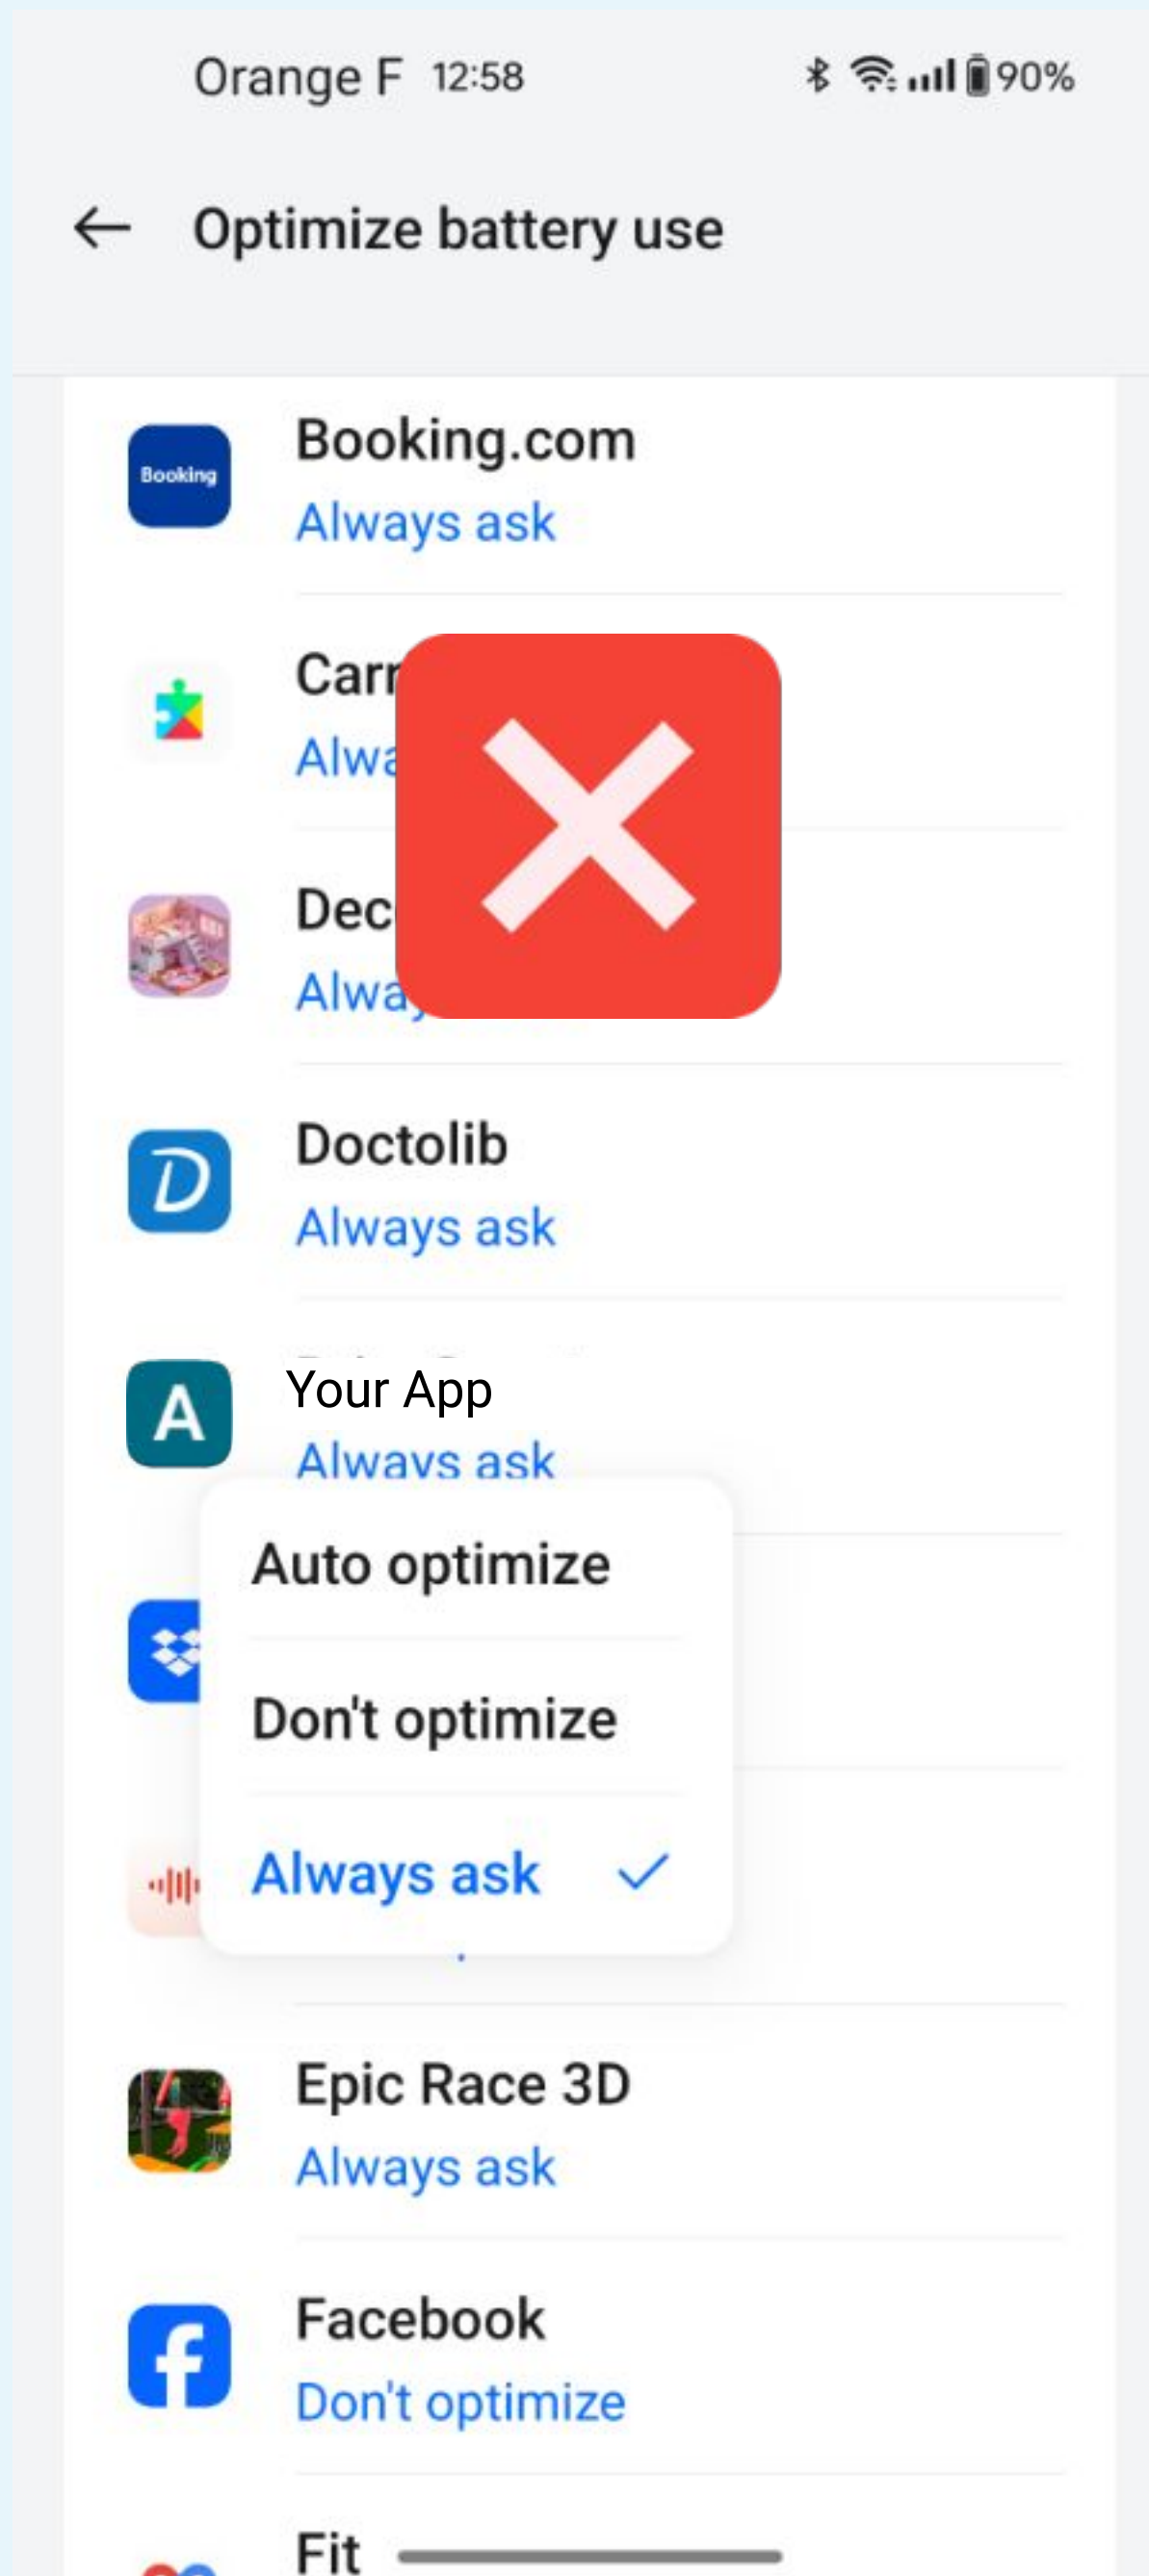 Orange F 12:58 90%
Optimize battery use
Booking
Booking.com
Always ask
D
Doctolib
Always ask
A
Your App
Always ask
Auto optimize
Don't optimize
Always ask
Epic Race 3D
Always ask
Facebook
Don't optimize
Fit